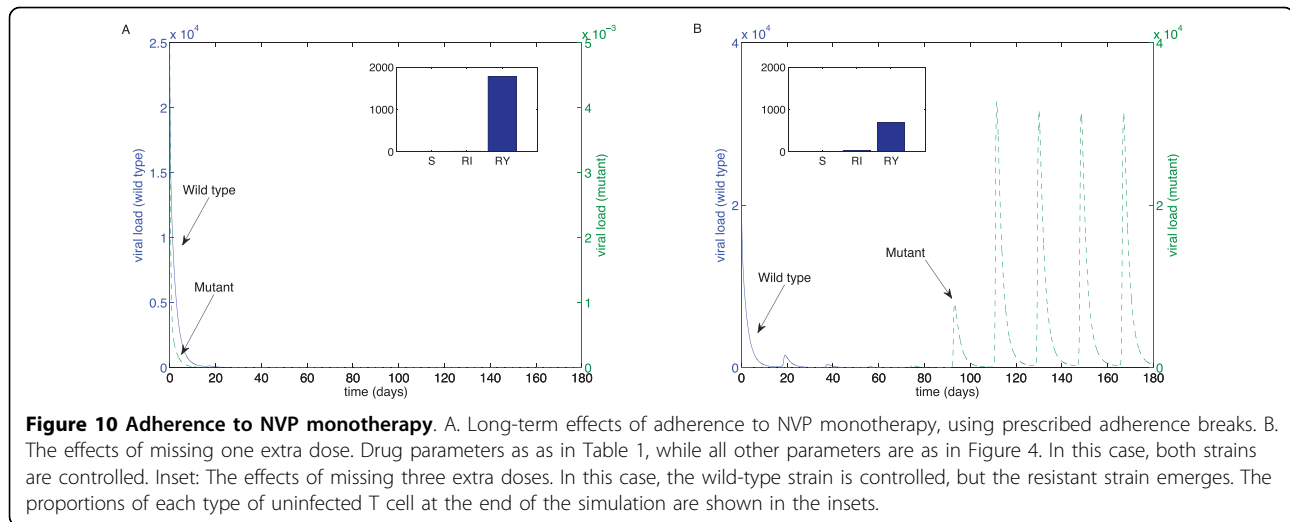 A
x 10^4
2.5
2
1.5
1
0.5
0
viral load (wild type)
x 10^-3
5
4
3
2
1
0
viral load (mutant)
2000
1000
0
S RI RY
Wild type
Mutant
0 20 40 60 80 100 120 140 160 180
time (days)
B
x 10^4
4
2
0
viral load (wild type)
x 10^4
4
2
0
viral load (mutant)
2000
1000
0
S RI RY
Wild type
Mutant
0 20 40 60 80 100 120 140 160 180
time (days)
Figure 10 Adherence to NVP monotherapy. A. Long-term effects of adherence to NVP monotherapy, using prescribed adherence breaks. B.
The effects of missing one extra dose. Drug parameters as as in Table 1, while all other parameters are as in Figure 4. In this case, both strains
are controlled. Inset: The effects of missing three extra doses. In this case, the wild-type strain is controlled, but the resistant strain emerges. The
proportions of each type of uninfected T cell at the end of the simulation are shown in the insets.